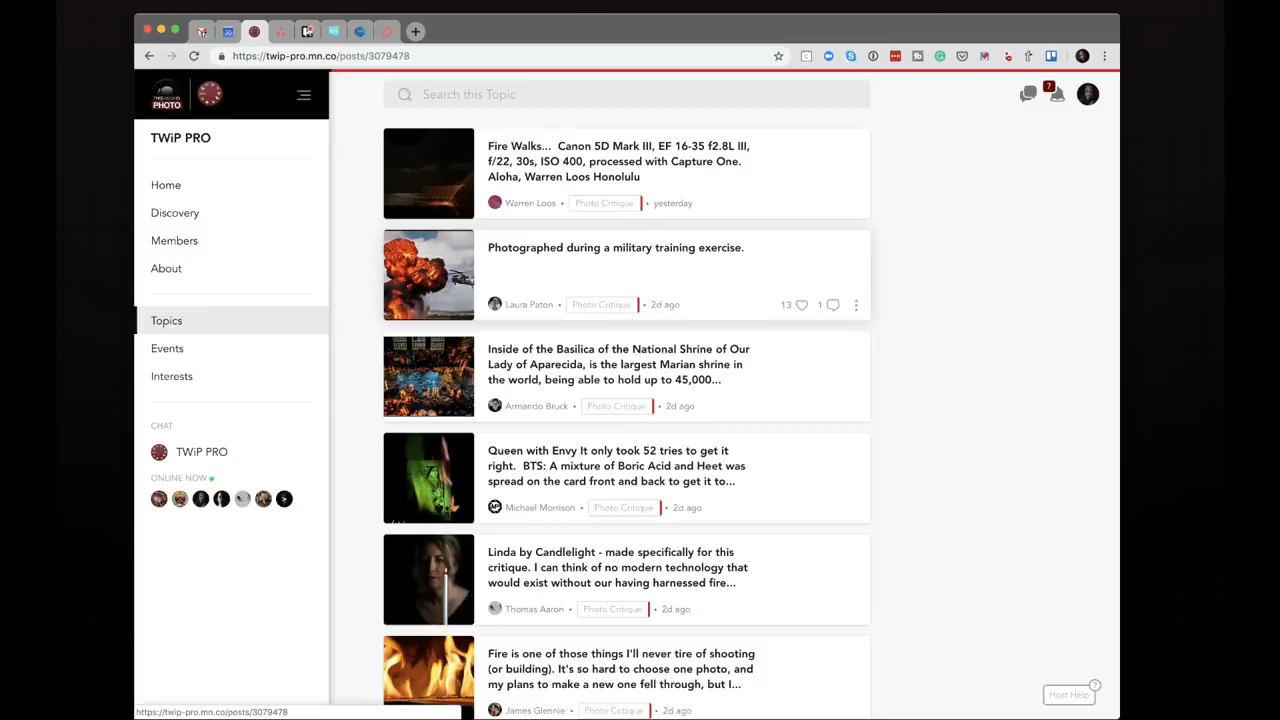 https://twip-pro.mn.co/posts/3079478
THIS WEEK IN
PHOTO
Search this Topic
7
TWiP PRO
Home
Discovery
Members
About
Topics
Events
Interests
CHAT
TWiP PRO
ONLINE NOW
Fire Walks... Canon 5D Mark III, EF 16-35 f2.8L III,
f/22, 30s, ISO 400, processed with Capture One.
Aloha, Warren Loos Honolulu
Warren Loos • Photo Critique • yesterday
Photographed during a military training exercise.
Laura Paton • Photo Critique • 2d ago 13 1
Inside of the Basilica of the National Shrine of Our
Lady of Aparecida, is the largest Marian shrine in
the world, being able to hold up to 45,000...
Armando Bruck • Photo Critique • 2d ago
Queen with Envy It only took 52 tries to get it
right. BTS: A mixture of Boric Acid and Heet was
spread on the card front and back to get it to...
Michael Morrison • Photo Critique • 2d ago
Linda by Candlelight - made specifically for this
critique. I can think of no modern technology that
would exist without our having harnessed fire...
Thomas Aaron • Photo Critique • 2d ago
Fire is one of those things I'll never tire of shooting
(or building). It's so hard to choose one photo, and
my plans to make a new one fell through, but I...
James Glennie • Photo Critique • 2d ago
Host Help
?
https://twip-pro.mn.co/posts/3079478